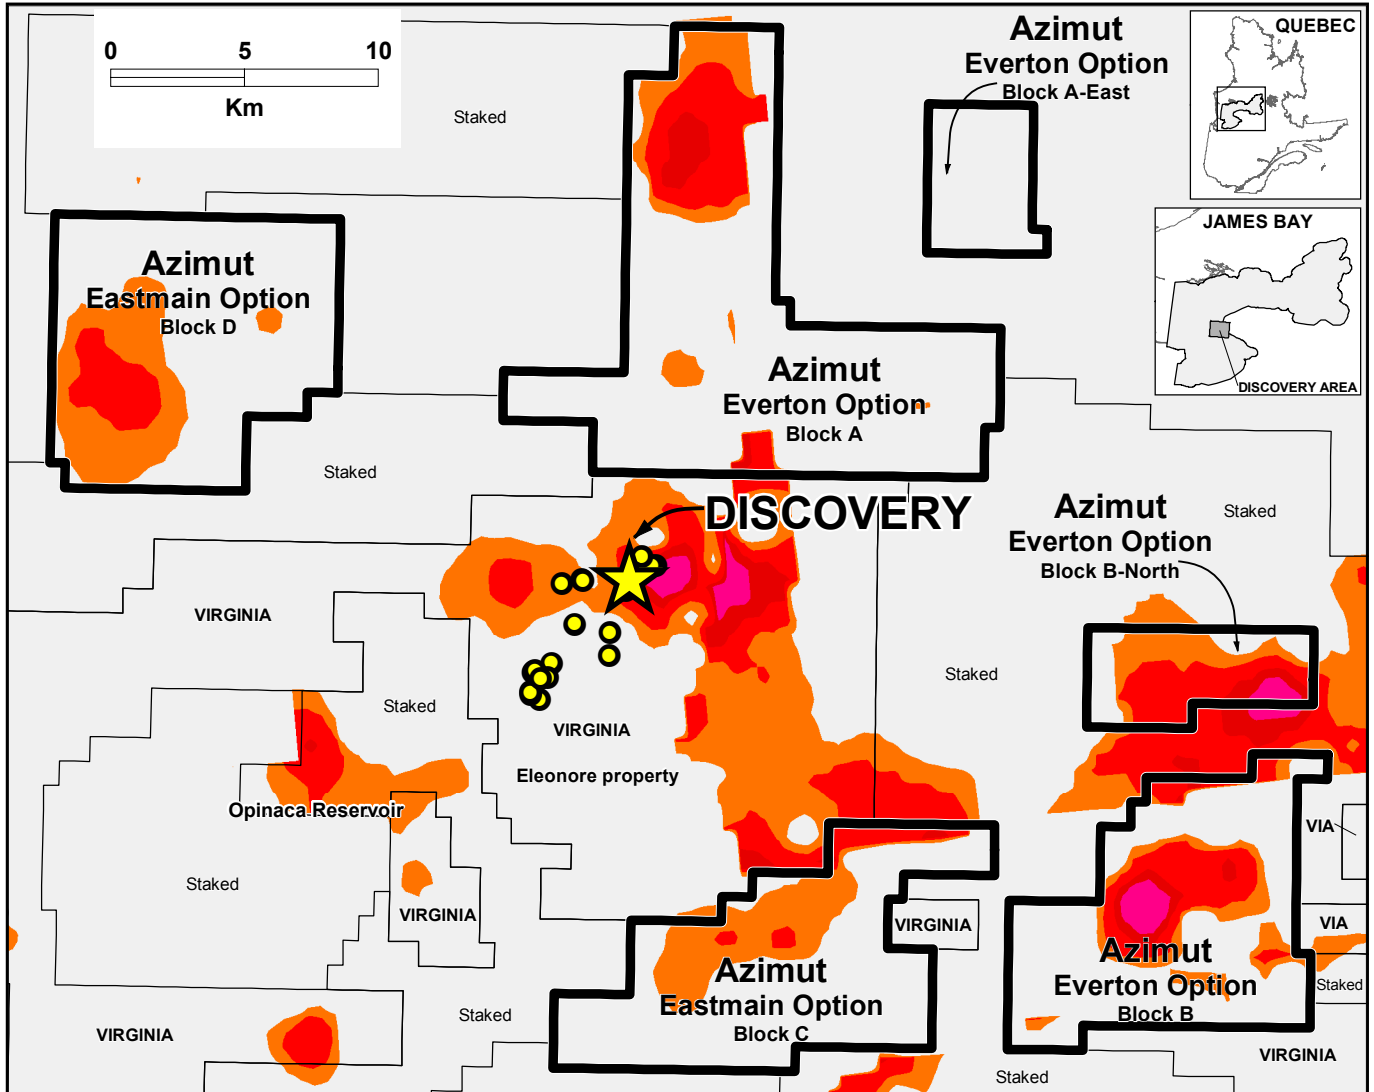 0 5 10
Km
Staked
Azimut
Everton Option
Block A-East
QUEBEC
JAMES BAY
DISCOVERY AREA
Azimut
Eastmain Option
Block D
Azimut
Everton Option
Block A
Staked
DISCOVERY
Azimut
Everton Option
Block B-North
Staked
VIRGINIA
Staked
Staked
VIRGINIA
Eleonore property
Opinaca Reservoir
Staked
VIRGINIA
VIRGINIA
VIA
VIA
Staked
Azimut
Eastmain Option
Block C
Azimut
Everton Option
Block B
Staked
VIRGINIA
VIRGINIA
Staked